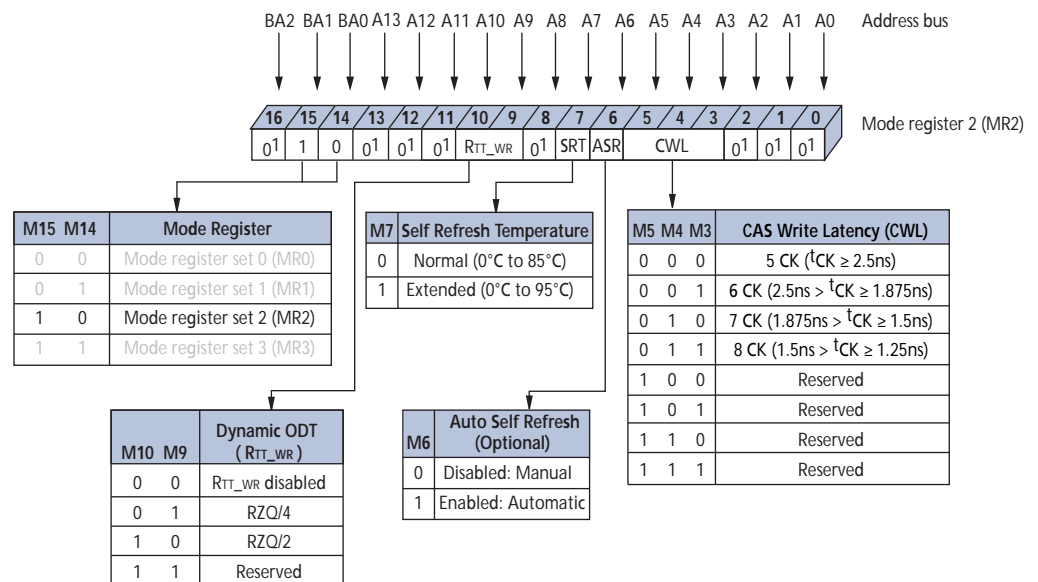 BA2 BA1 BA0 A13 A12 A11 A10 A9 A8 A7 A6 A5 A4 A3 A2 A1 A0 Address bus
16 15 14 13 12 11 10 9 8 7 6 5 4 3 2 1 0
Mode register 2 (MR2)
0¹ 1 0 0¹ 0¹ 0¹ RTT_WR 0¹ SRT ASR CWL 0¹ 0¹ 0¹
M15 M14 Mode Register
0 0 Mode register set 0 (MR0)
0 1 Mode register set 1 (MR1)
1 0 Mode register set 2 (MR2)
1 1 Mode register set 3 (MR3)
M7 Self Refresh Temperature
0 Normal (0°C to 85°C)
1 Extended (0°C to 95°C)
M5 M4 M3 CAS Write Latency (CWL)
0 0 0 5 CK (ᵗCK ≥ 2.5ns)
0 0 1 6 CK (2.5ns > ᵗCK ≥ 1.875ns)
0 1 0 7 CK (1.875ns > ᵗCK ≥ 1.5ns)
0 1 1 8 CK (1.5ns > ᵗCK ≥ 1.25ns)
1 0 0 Reserved
1 0 1 Reserved
1 1 0 Reserved
1 1 1 Reserved
M10 M9 Dynamic ODT
(RTT_WR)
0 0 RTT_WR disabled
0 1 RZQ/4
1 0 RZQ/2
1 1 Reserved
M6 Auto Self Refresh
(Optional)
0 Disabled: Manual
1 Enabled: Automatic